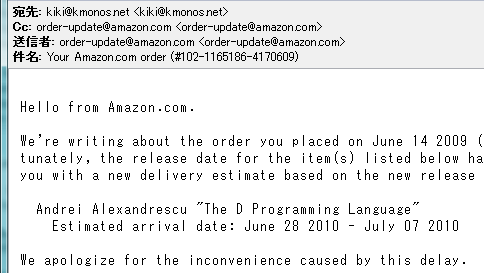 宛先: kiki@kmonos.net <kiki@kmonos.net>
Cc: order-update@amazon.com <order-update@amazon.com>
送信者: order-update@amazon.com <order-update@amazon.com>
件名: Your Amazon.com order (#102-1165186-4170609)
Hello from Amazon.com.
We're writing about the order you placed on June 14 2009 (
tunately, the release date for the item(s) listed below ha
you with a new delivery estimate based on the new release
Andrei Alexandrescu "The D Programming Language"
Estimated arrival date: June 28 2010 - July 07 2010
We apologize for the inconvenience caused by this delay.